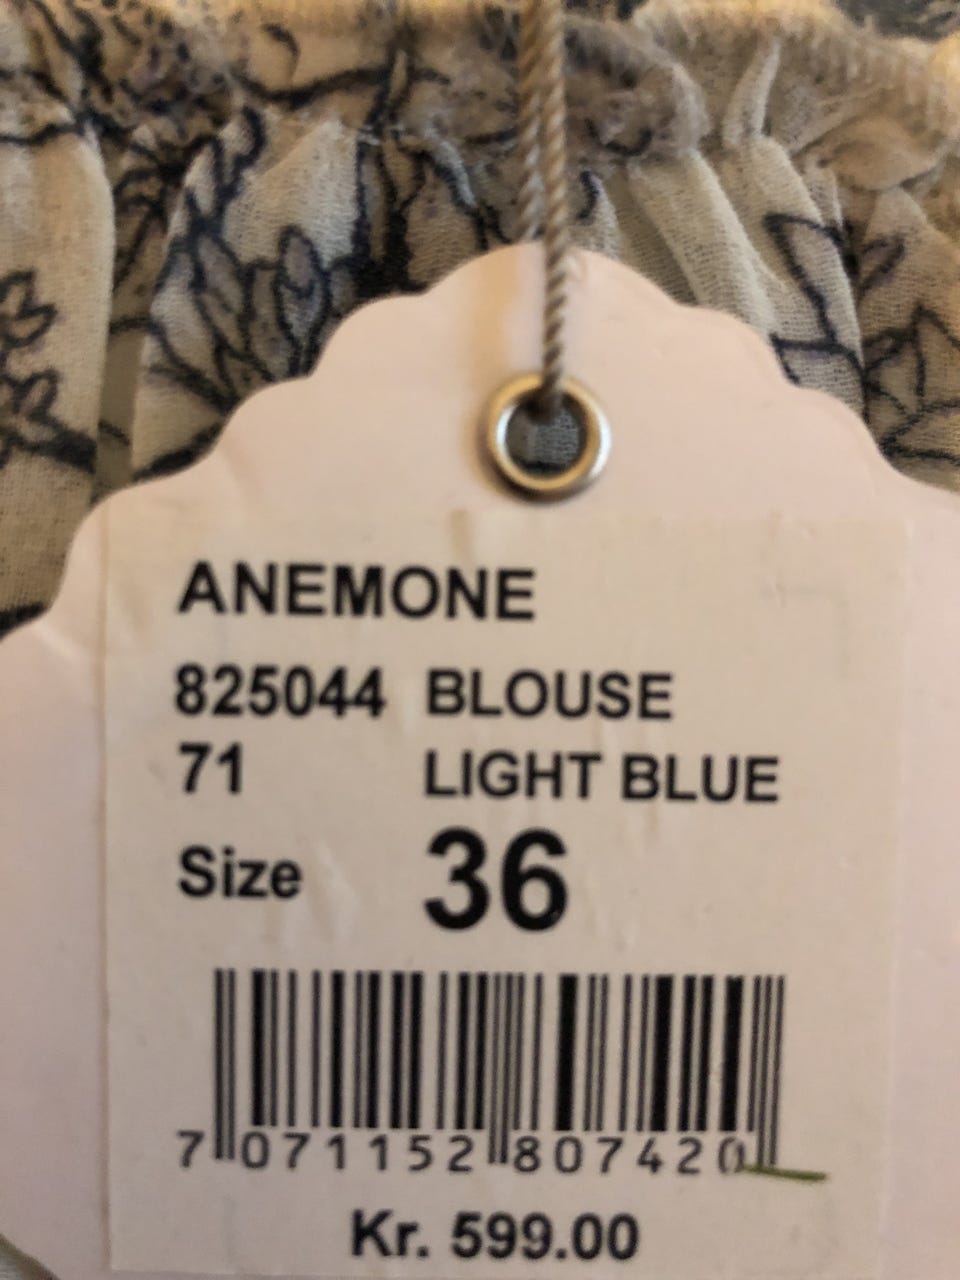 ANEMONE
825044 BLOUSE
71 LIGHT BLUE
Size 36
7 071152 807420
Kr. 599.00